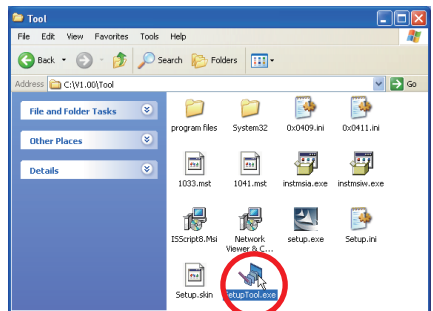 Tool
File Edit View Favorites Tools Help
Back Search Folders
Address C:\V1.00\Tool Go
File and Folder Tasks
Other Places
Details
program files System32 0x0409.ini 0x0411.ini
1033.mst 1041.mst instmsia.exe instmsiw.exe
ISScript8.Msi Network setup.exe Setup.ini
Viewer & C...
Setup.skin SetupTool.exe